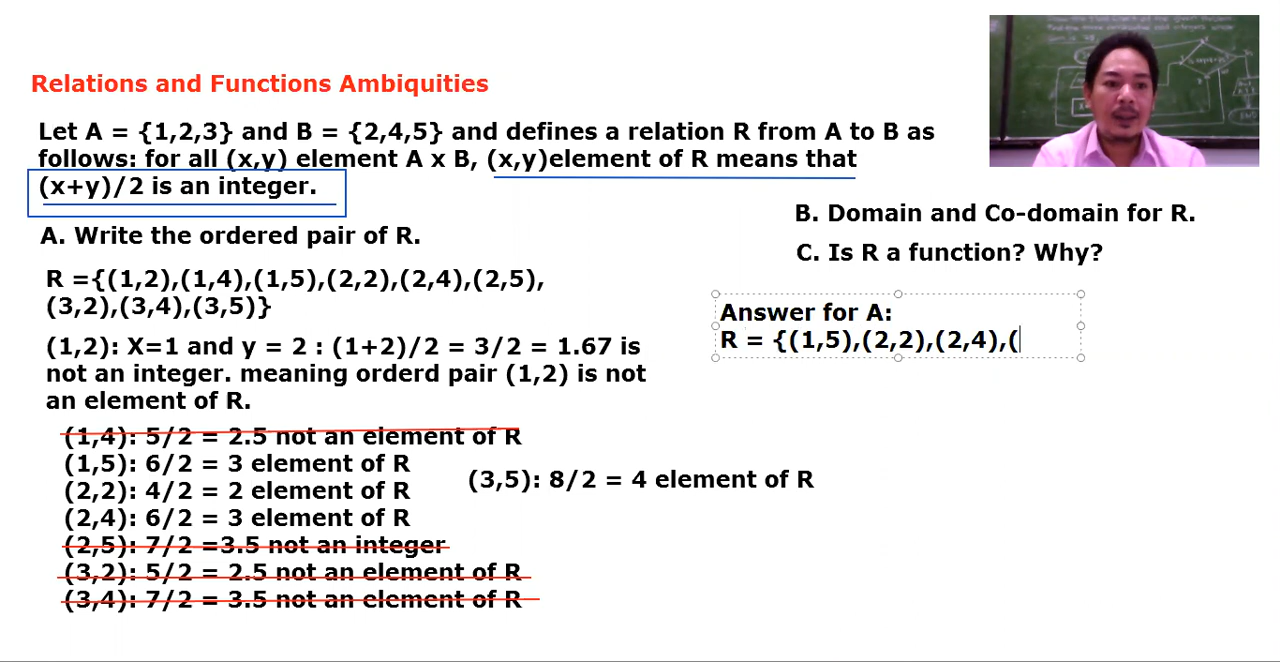 Relations and Functions Ambiquities
Let A = {1,2,3} and B = {2,4,5} and defines a relation R from A to B as
follows: for all (x,y) element A x B, (x,y)element of R means that
(x+y)/2 is an integer.
A. Write the ordered pair of R.
R ={(1,2),(1,4),(1,5),(2,2),(2,4),(2,5),
(3,2),(3,4),(3,5)}
(1,2): X=1 and y = 2 : (1+2)/2 = 3/2 = 1.67 is
not an integer. meaning orderd pair (1,2) is not
an element of R.
(1,4): 5/2 = 2.5 not an element of R
(1,5): 6/2 = 3 element of R
(2,2): 4/2 = 2 element of R
(2,4): 6/2 = 3 element of R
(2,5): 7/2 =3.5 not an integer
(3,2): 5/2 = 2.5 not an element of R
(3,4): 7/2 = 3.5 not an element of R
(3,5): 8/2 = 4 element of R
B. Domain and Co-domain for R.
C. Is R a function? Why?
Answer for A:
R = {(1,5),(2,2),(2,4),(